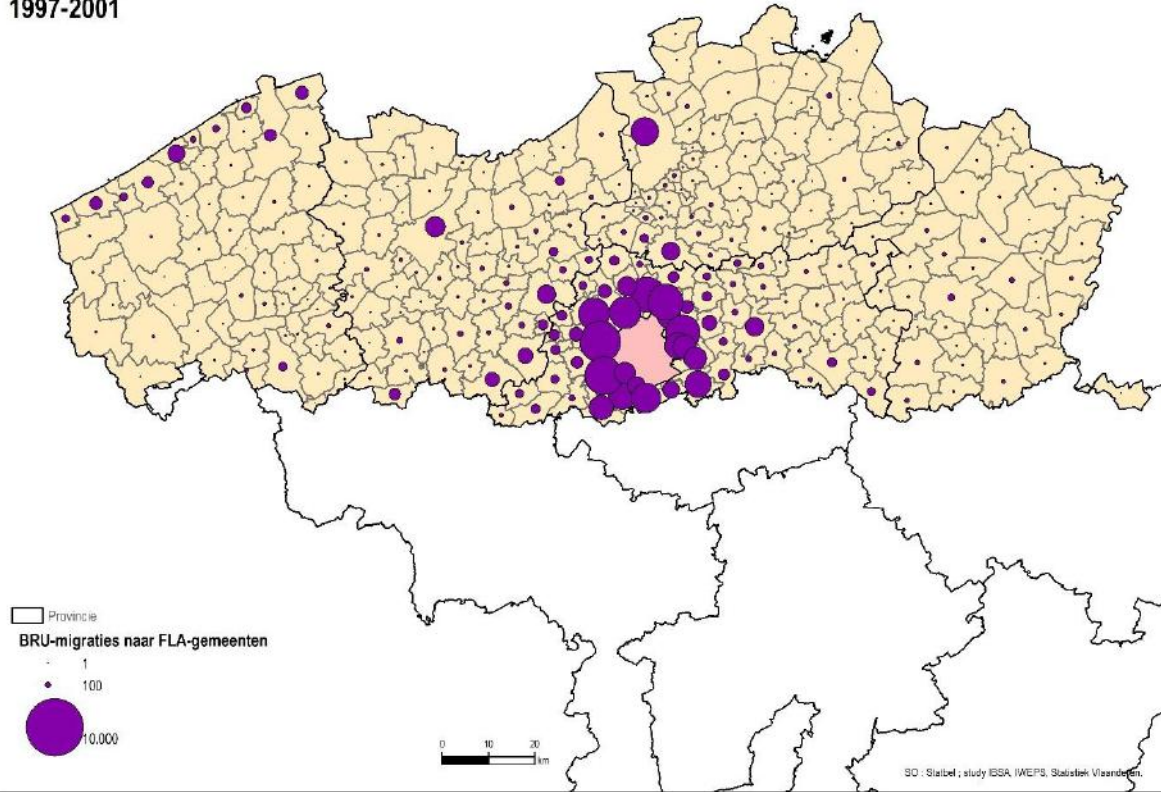 1997-2001
Provincie
BRU-migraties naar FLA-gemeenten
1
100
10.000
0 10 20
km
SO : Statbel ; study IBSA, IWEPS, Statistiek Vlaanderen.